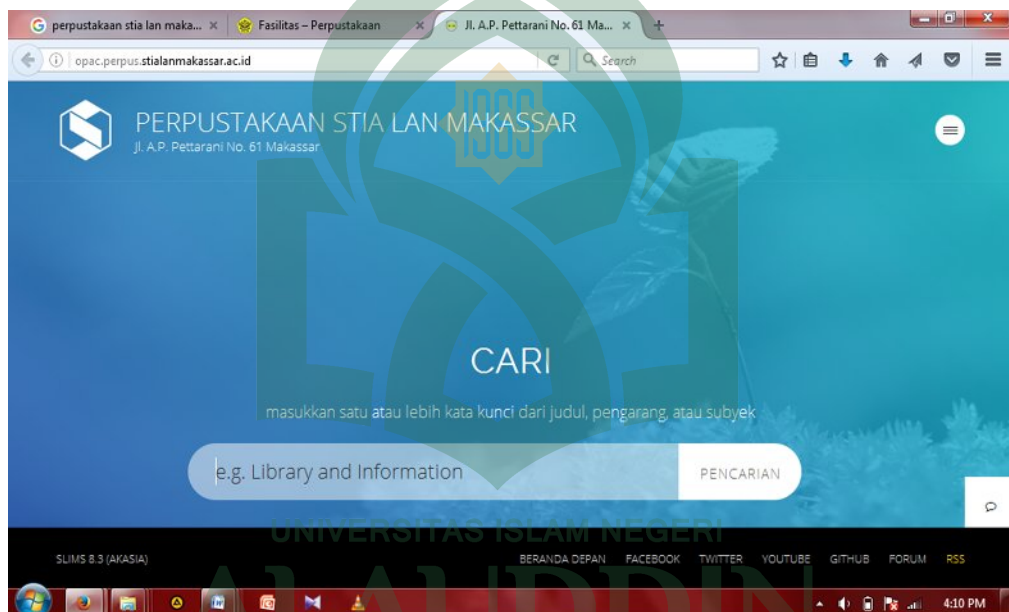 perpustakaan stia lan maka...
Fasilitas – Perpustakaan
Jl. A.P. Pettarani No. 61 Ma...
opac.perpus.stialanmakassar.ac.id
Search
PERPUSTAKAAN STIA LAN MAKASSAR
Jl. A.P. Pettarani No. 61 Makassar
1965
CARI
masukkan satu atau lebih kata kunci dari judul, pengarang, atau subyek
e.g. Library and Information
PENCARIAN
UNIVERSITAS ISLAM NEGERI
SLIMS 8.3 (AKASIA)
BERANDA DEPAN FACEBOOK TWITTER YOUTUBE GITHUB FORUM RSS
ALAUDDIN
4:10 PM